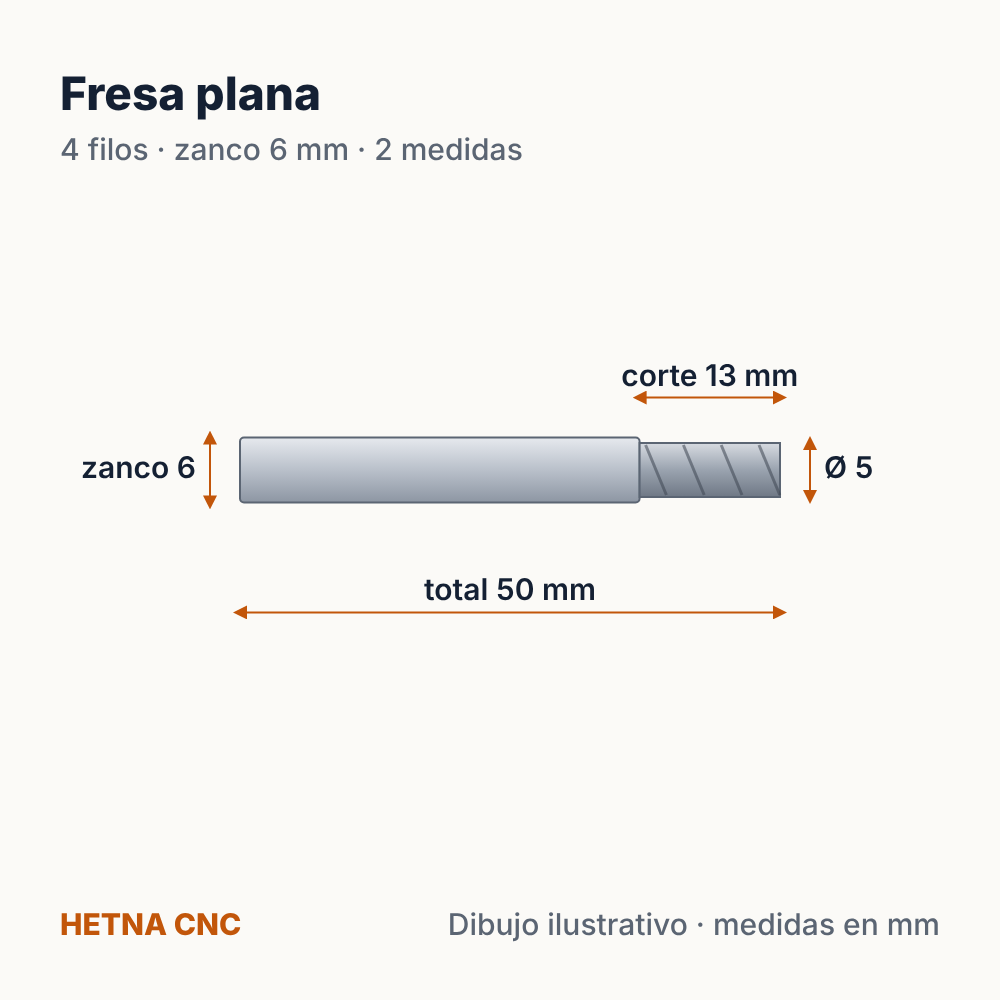 Fresa plana
4 filos · zanco 6 mm · 2 medidas
corte 13 mm
zanco 6
Ø 5
total 50 mm
HETNA CNC
Dibujo ilustrativo · medidas en mm